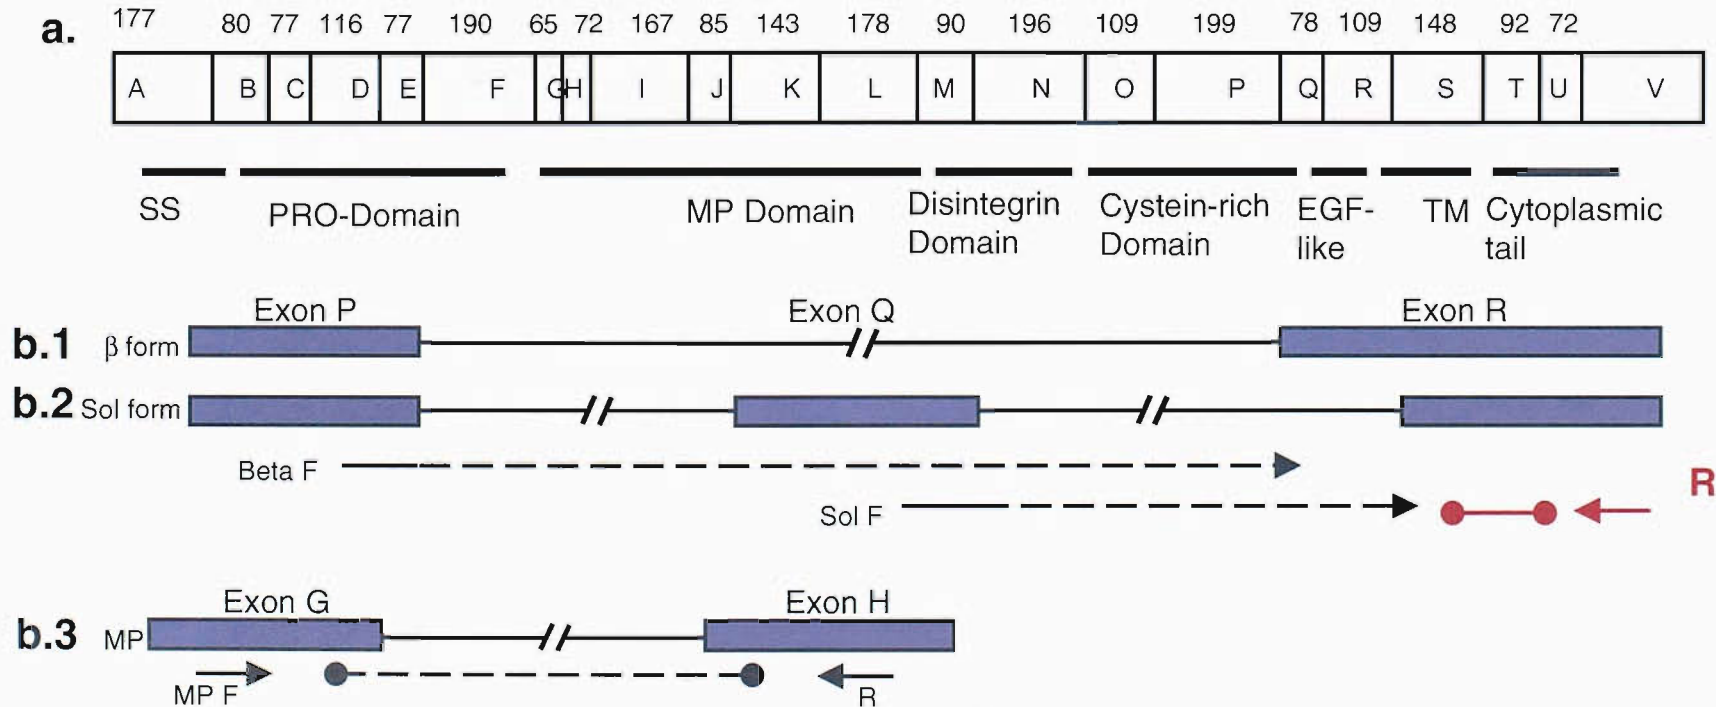 a.
177 80 77 116 77 190 65 72 167 85 143 178 90 196 109 199 78 109 148 92 72
A B C D E F G H I J K L M N O P Q R S T U V
SS PRO-Domain MP Domain Disintegrin Domain Cystein-rich Domain EGF-like TM Cytoplasmic tail
Exon P Exon Q Exon R
b.1 β form
b.2 Sol form
Beta F
Sol F R
Exon G Exon H
b.3 MP
MP F R